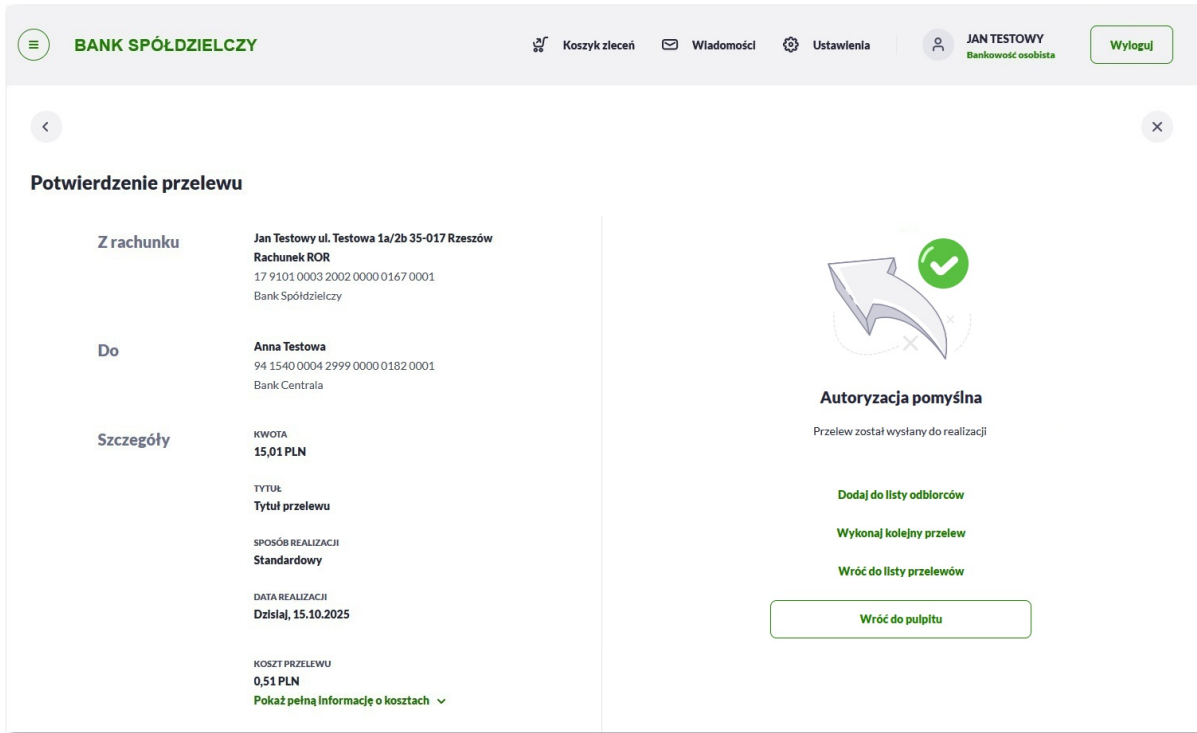 BANK SPÓŁDZIELCZY
Koszyk zleceń
Wiadomości
Ustawienia
JAN TESTOWY
Bankowość osobista
Wyloguj
Potwierdzenie przelewu
Z rachunku
Jan Testowy ul. Testowa 1a/2b 35-017 Rzeszów
Rachunek ROR
17 9101 0003 2002 0000 0167 0001
Bank Spółdzielczy
Do
Anna Testowa
94 1540 0004 2999 0000 0182 0001
Bank Centrala
Szczegóły
KWOTA
15,01 PLN
TYTUŁ
Tytuł przelewu
SPOSÓB REALIZACJI
Standardowy
DATA REALIZACJI
Dzisiaj, 15.10.2025
KOSZT PRZELEWU
0,51 PLN
Pokaż pełną informację o kosztach
Autoryzacja pomyślna
Przelew został wysłany do realizacji
Dodaj do listy odbiorców
Wykonaj kolejny przelew
Wróć do listy przelewów
Wróć do pulpitu